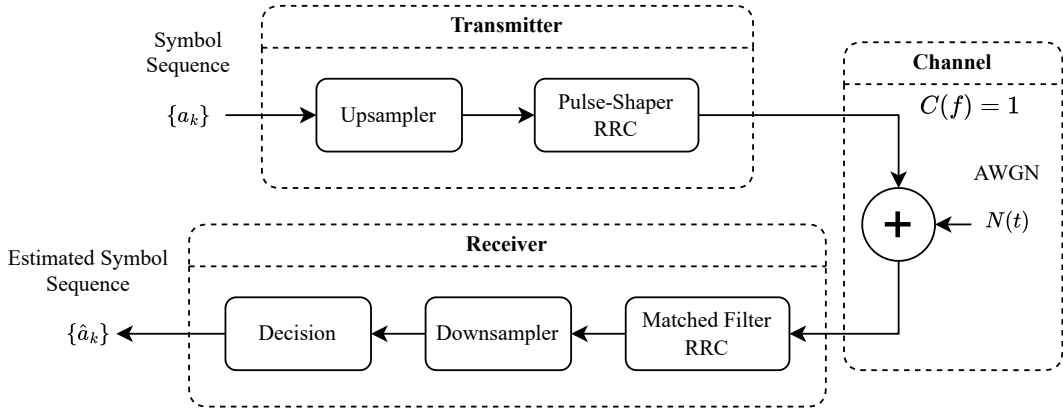 Transmitter
Symbol
Sequence
{a_k}
Upsampler
Pulse-Shaper
RRC
Channel
C(f) = 1
AWGN
N(t)
+
Receiver
Estimated Symbol
Sequence
{â_k}
Decision
Downsampler
Matched Filter
RRC